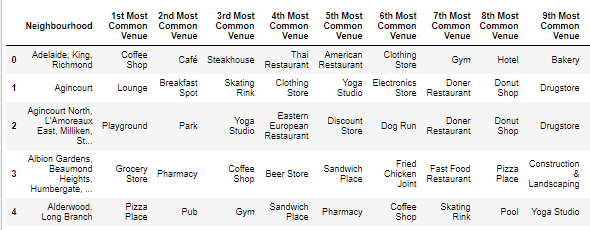 Neighbourhood 1st Most Common Venue 2nd Most Common Venue 3rd Most Common Venue 4th Most Common Venue 5th Most Common Venue 6th Most Common Venue 7th Most Common Venue 8th Most Common Venue 9th Most Common Venue
0 Adelaide, King, Richmond Coffee Shop Café Steakhouse Thai Restaurant American Restaurant Clothing Store Gym Hotel Bakery
1 Agincourt Lounge Breakfast Spot Skating Rink Clothing Store Yoga Studio Electronics Store Doner Restaurant Donut Shop Drugstore
2 Agincourt North, L'Amoreaux East, Milliken, St... Playground Park Yoga Studio Eastern European Restaurant Discount Store Dog Run Doner Restaurant Donut Shop Drugstore
3 Albion Gardens, Beaumond Heights, Humbergate, ... Grocery Store Pharmacy Coffee Shop Beer Store Sandwich Place Fried Chicken Joint Fast Food Restaurant Pizza Place Construction & Landscaping
4 Alderwood, Long Branch Pizza Place Pub Gym Sandwich Place Pharmacy Coffee Shop Skating Rink Pool Yoga Studio